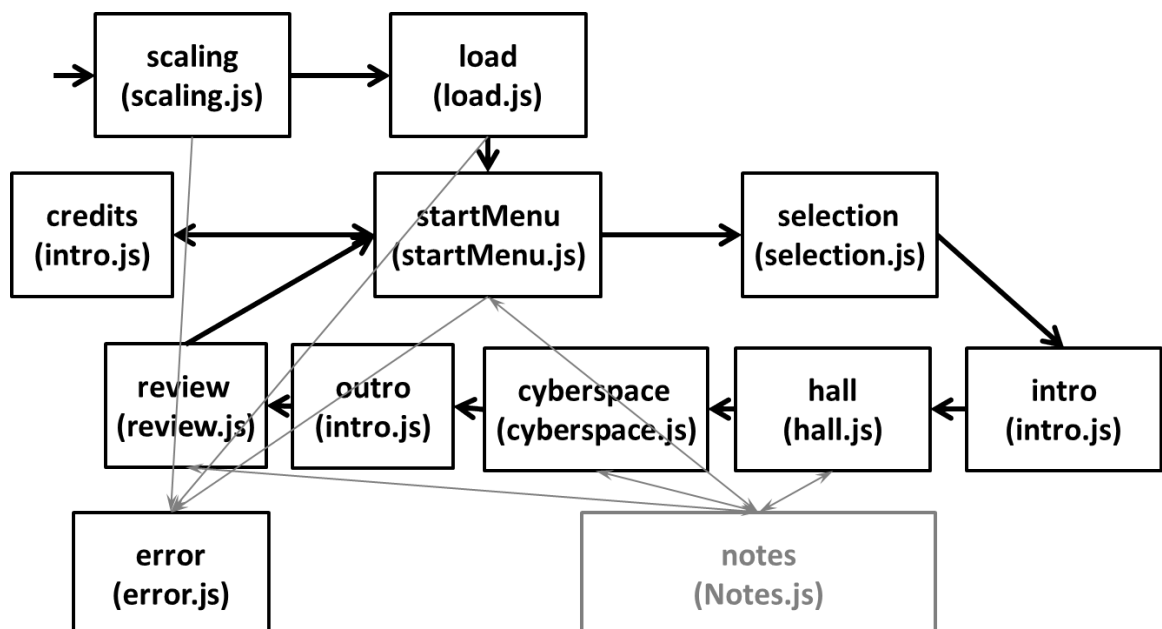 scaling
(scaling.js)
load
(load.js)
credits
(intro.js)
startMenu
(startMenu.js)
selection
(selection.js)
review
(review.js)
outro
(intro.js)
cyberspace
(cyberspace.js)
hall
(hall.js)
intro
(intro.js)
error
(error.js)
notes
(Notes.js)